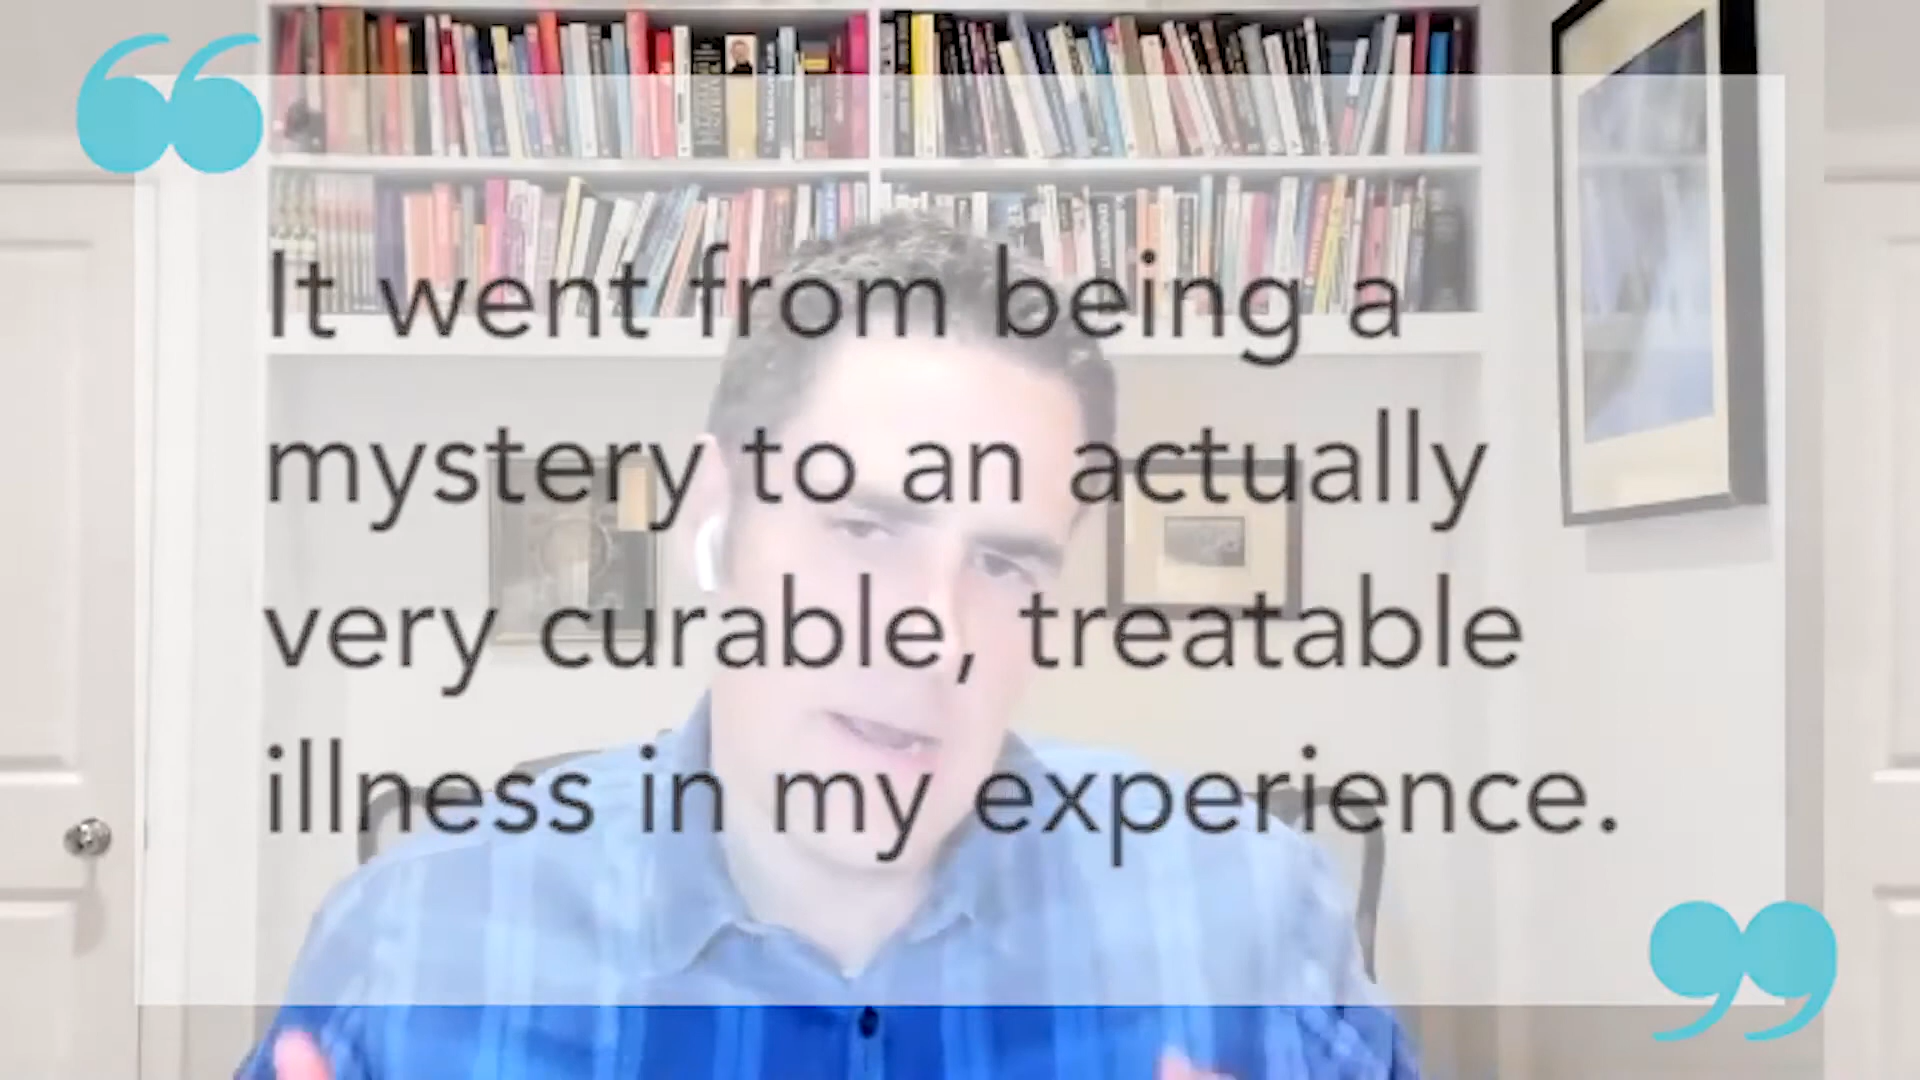 It went from being a
mystery to an actually
very curable, treatable
illness in my experience.